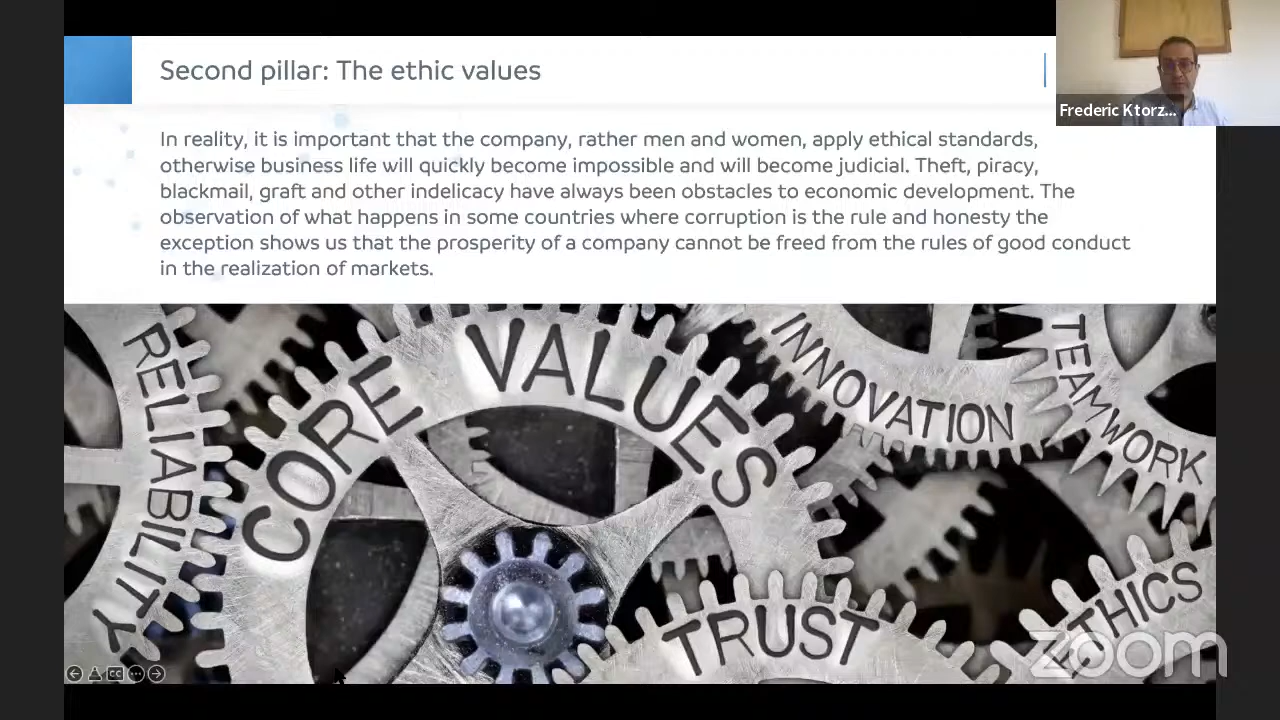 Second pillar: The ethic values
Frederic Ktorz...
In reality, it is important that the company, rather men and women, apply ethical standards,
otherwise business life will quickly become impossible and will become judicial. Theft, piracy,
blackmail, graft and other indelicacy have always been obstacles to economic development. The
observation of what happens in some countries where corruption is the rule and honesty the
exception shows us that the prosperity of a company cannot be freed from the rules of good conduct
in the realization of markets.
RELIABILITY
CORE VALUES
INNOVATION
TEAMWORK
TRUST
ETHICS
zoom
CC